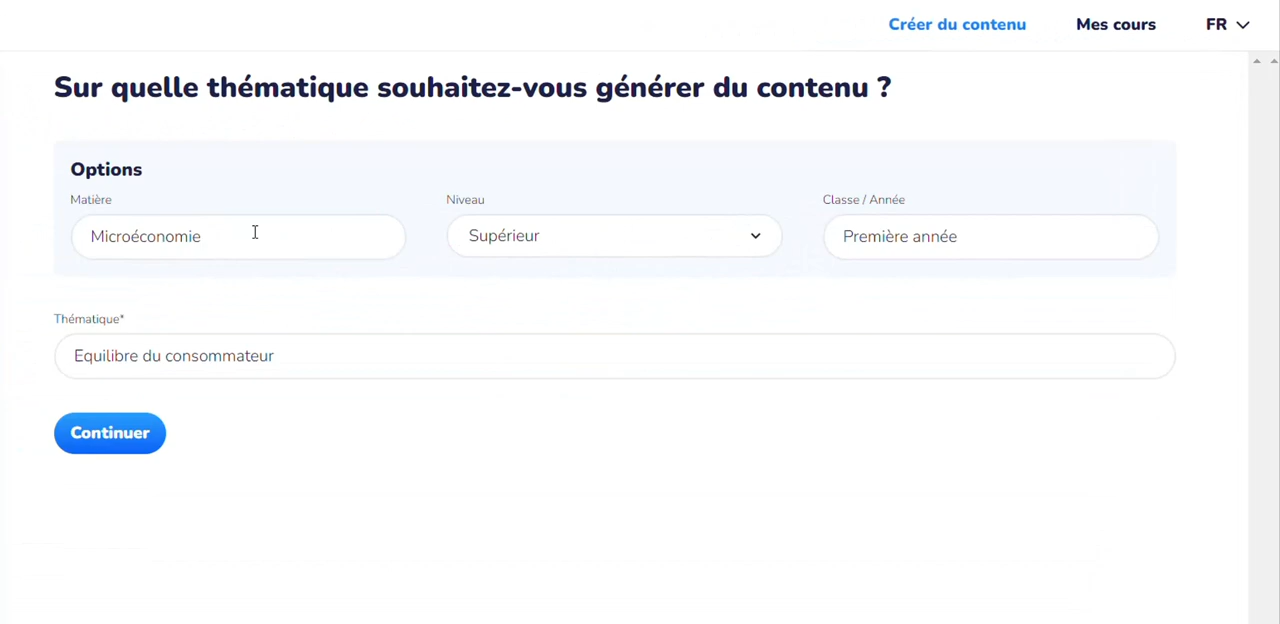 Créer du contenu Mes cours FR
Sur quelle thématique souhaitez-vous générer du contenu ?
Options
Matière Niveau Classe / Année
Microéconomie Supérieur Première année
Thématique*
Equilibre du consommateur
Continuer